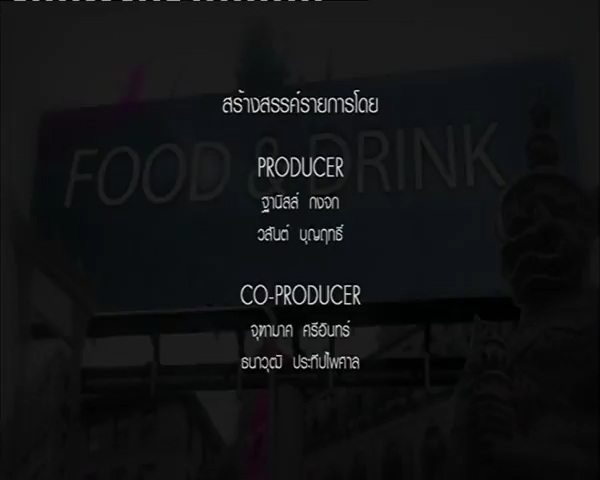 สร้างสรรค์รายการโดย
FOOD & DRINK
PRODUCER
ฐานิสส์ กงจก
วสันต์ บุญฤทธิ์
CO-PRODUCER
จุฑามาศ ศรีอินทร์
ธนาวุฒิ ประทีปไพศาล